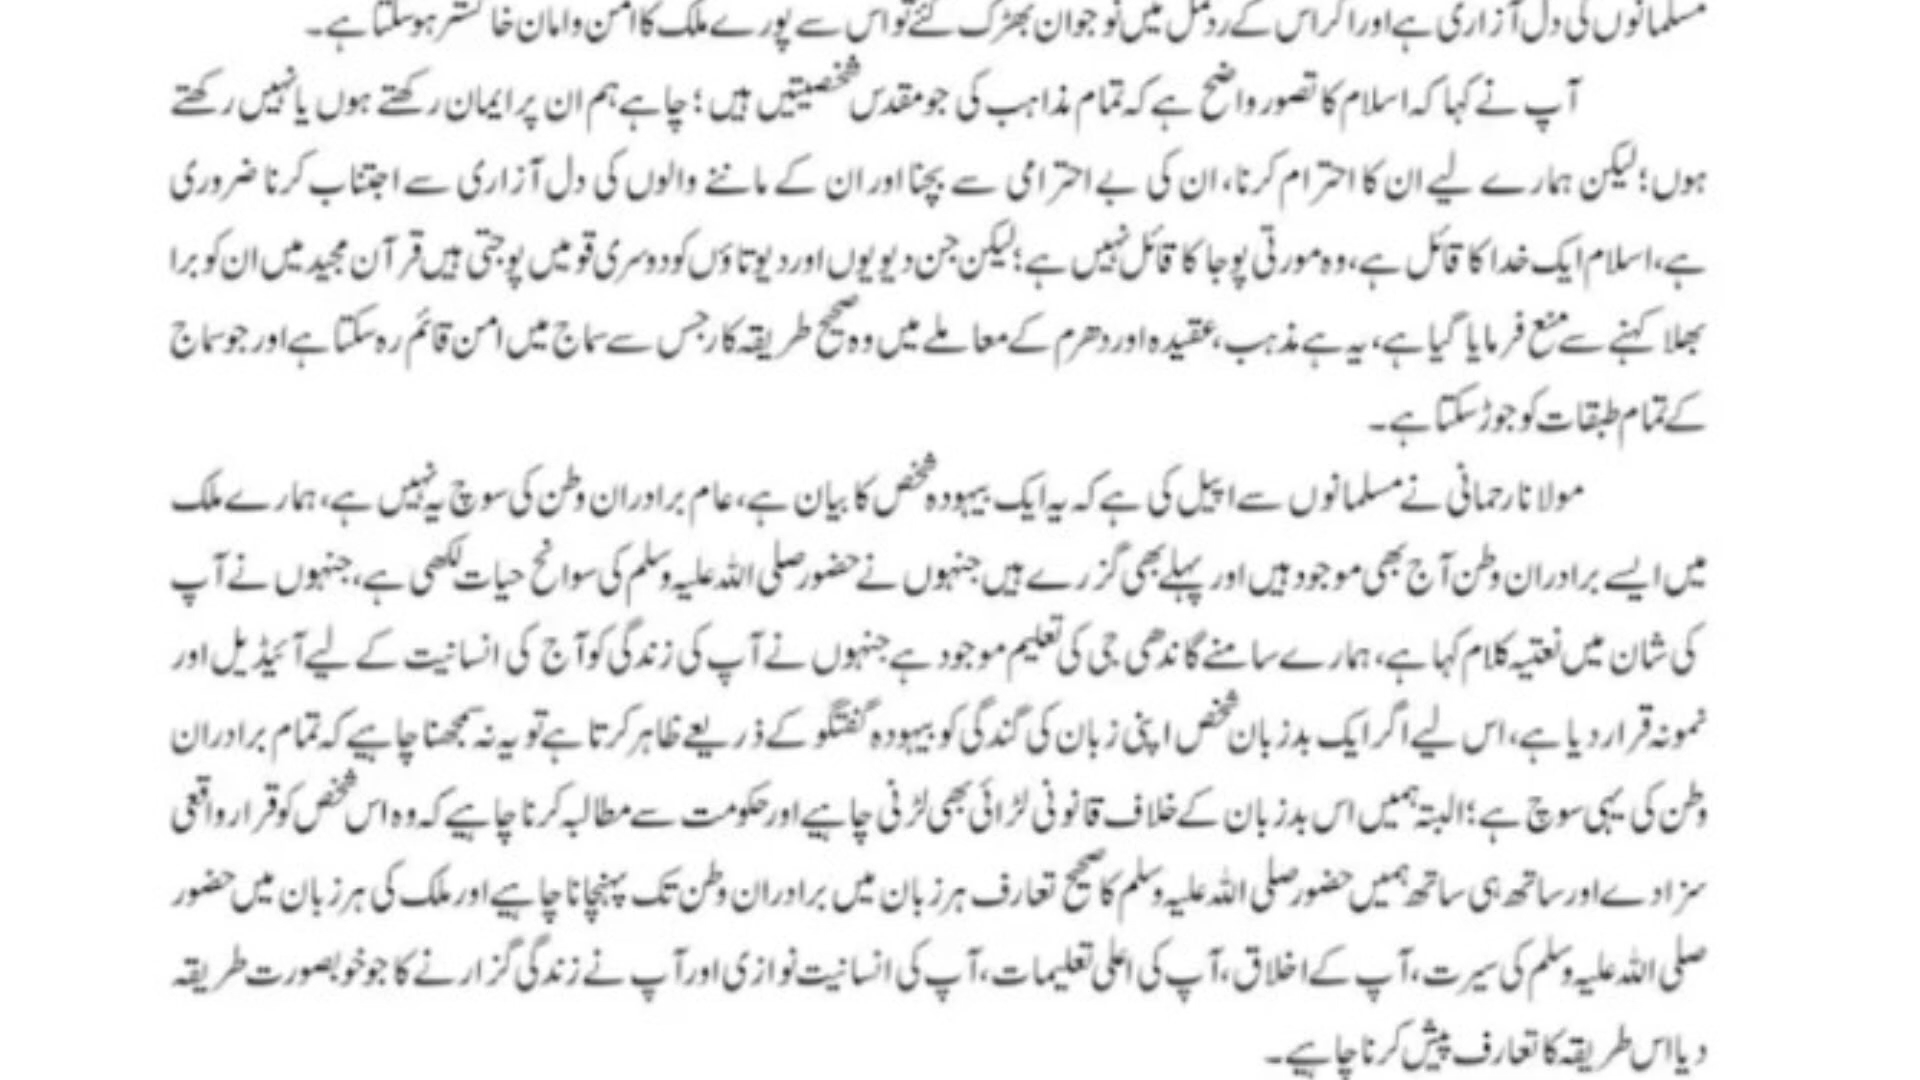 مسلمانوں کی دل آزاری ہے اور اگر اس کے ردعمل میں نوجوان بھڑک گئے تو اس سے پورے ملک کا امن و امان خاکستر ہوسکتا ہے۔
آپ نے کہا کہ اسلام کا تصور واضح ہے کہ تمام مذاہب کی جو مقدس شخصیتیں ہیں؛ چاہے ہم ان پر ایمان رکھتے ہوں یا نہیں رکھتے
ہوں؛ لیکن ہمارے لیے ان کا احترام کرنا، ان کی بے احترامی سے بچنا اور ان کے ماننے والوں کی دل آزاری سے اجتناب کرنا ضروری
ہے، اسلام ایک خدا کا قائل ہے، وہ مورتی پوجا کا قائل نہیں ہے؛ لیکن جن دیویوں اور دیوتاؤں کو دوسری قومیں پوجتی ہیں قرآن مجید میں ان کو برا
بھلا کہنے سے منع فرمایا گیا ہے، یہ ہے مذہب، عقیدہ اور دھرم کے معاملے میں وہ صحیح طریقہ کار جس سے سماج میں امن قائم رہ سکتا ہے اور جو سماج
کے تمام طبقات کو جوڑ سکتا ہے۔
مولانا رحمانی نے مسلمانوں سے اپیل کی ہے کہ یہ ایک بیہودہ شخص کا بیان ہے، عام برادران وطن کی سوچ یہ نہیں ہے، ہمارے ملک
میں ایسے برادران وطن آج بھی موجود ہیں اور پہلے بھی گزرے ہیں جنہوں نے حضور صلی اللہ علیہ وسلم کی سوانح حیات لکھی ہے، جنہوں نے آپ
کی شان میں نعتیہ کلام کہا ہے، ہمارے سامنے گاندھی جی کی تعلیم موجود ہے جنہوں نے آپ کی زندگی کو آج کی انسانیت کے لیے آئیڈیل اور
نمونہ قرار دیا ہے، اس لیے اگر ایک بدزبان شخص اپنی زبان کی گندگی کو بیہودہ گفتگو کے ذریعے ظاہر کرتا ہے تو یہ نہ سمجھنا چاہیے کہ تمام برادران
وطن کی یہی سوچ ہے؛ البتہ ہمیں اس بدزبان کے خلاف قانونی لڑائی بھی لڑنی چاہیے اور حکومت سے مطالبہ کرنا چاہیے کہ وہ اس شخص کو قرار واقعی
سزا دے اور ساتھ ہی ساتھ ہمیں حضور صلی اللہ علیہ وسلم کا صحیح تعارف ہر زبان میں برادران وطن تک پہنچانا چاہیے اور ملک کی ہر زبان میں حضور
صلی اللہ علیہ وسلم کی سیرت، آپ کے اخلاق، آپ کی اعلی تعلیمات، آپ کی انسانیت نوازی اور آپ نے زندگی گزارنے کا جو خوبصورت طریقہ
دیا اس طریقہ کا تعارف پیش کرنا چاہیے۔